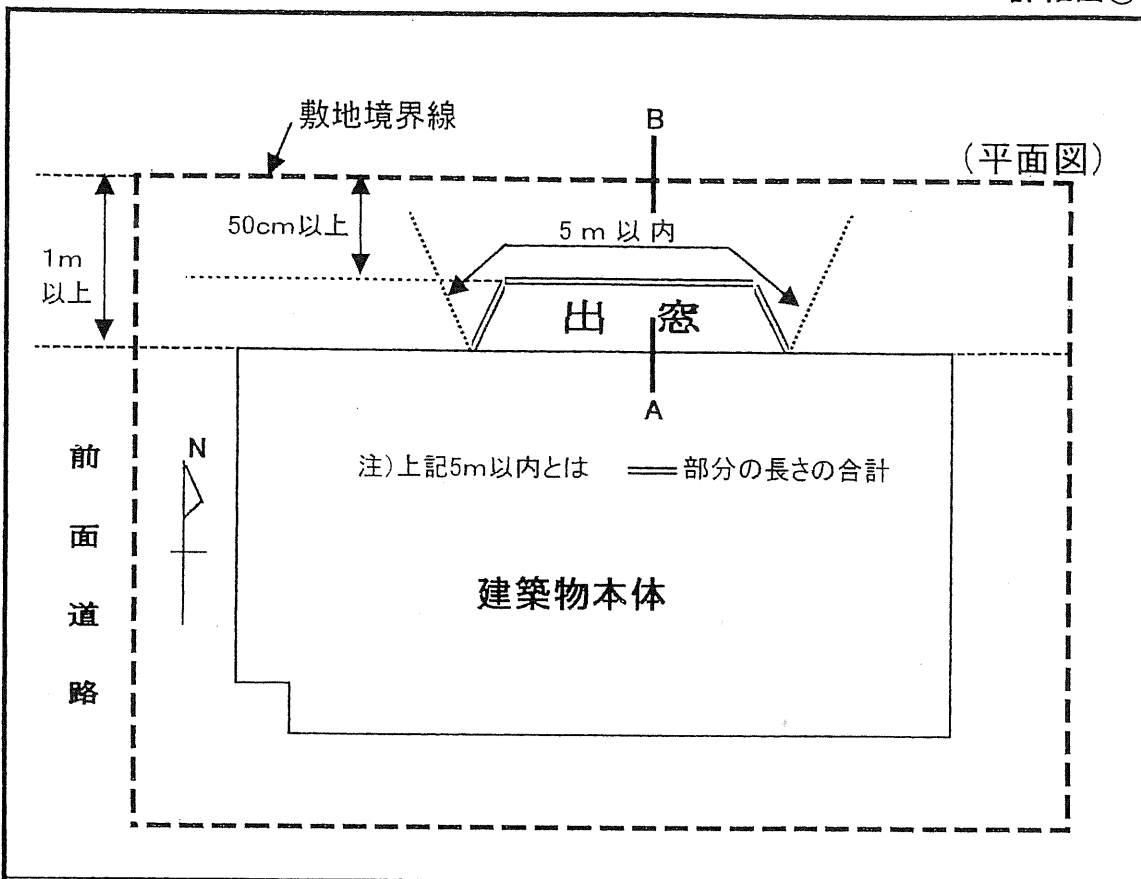 敷地境界線
B
(平面図)
50cm以上
5m以内
1m
以上
出窓
A
前面道路
N
注)上記5m以内とは 部分の長さの合計
建築物本体